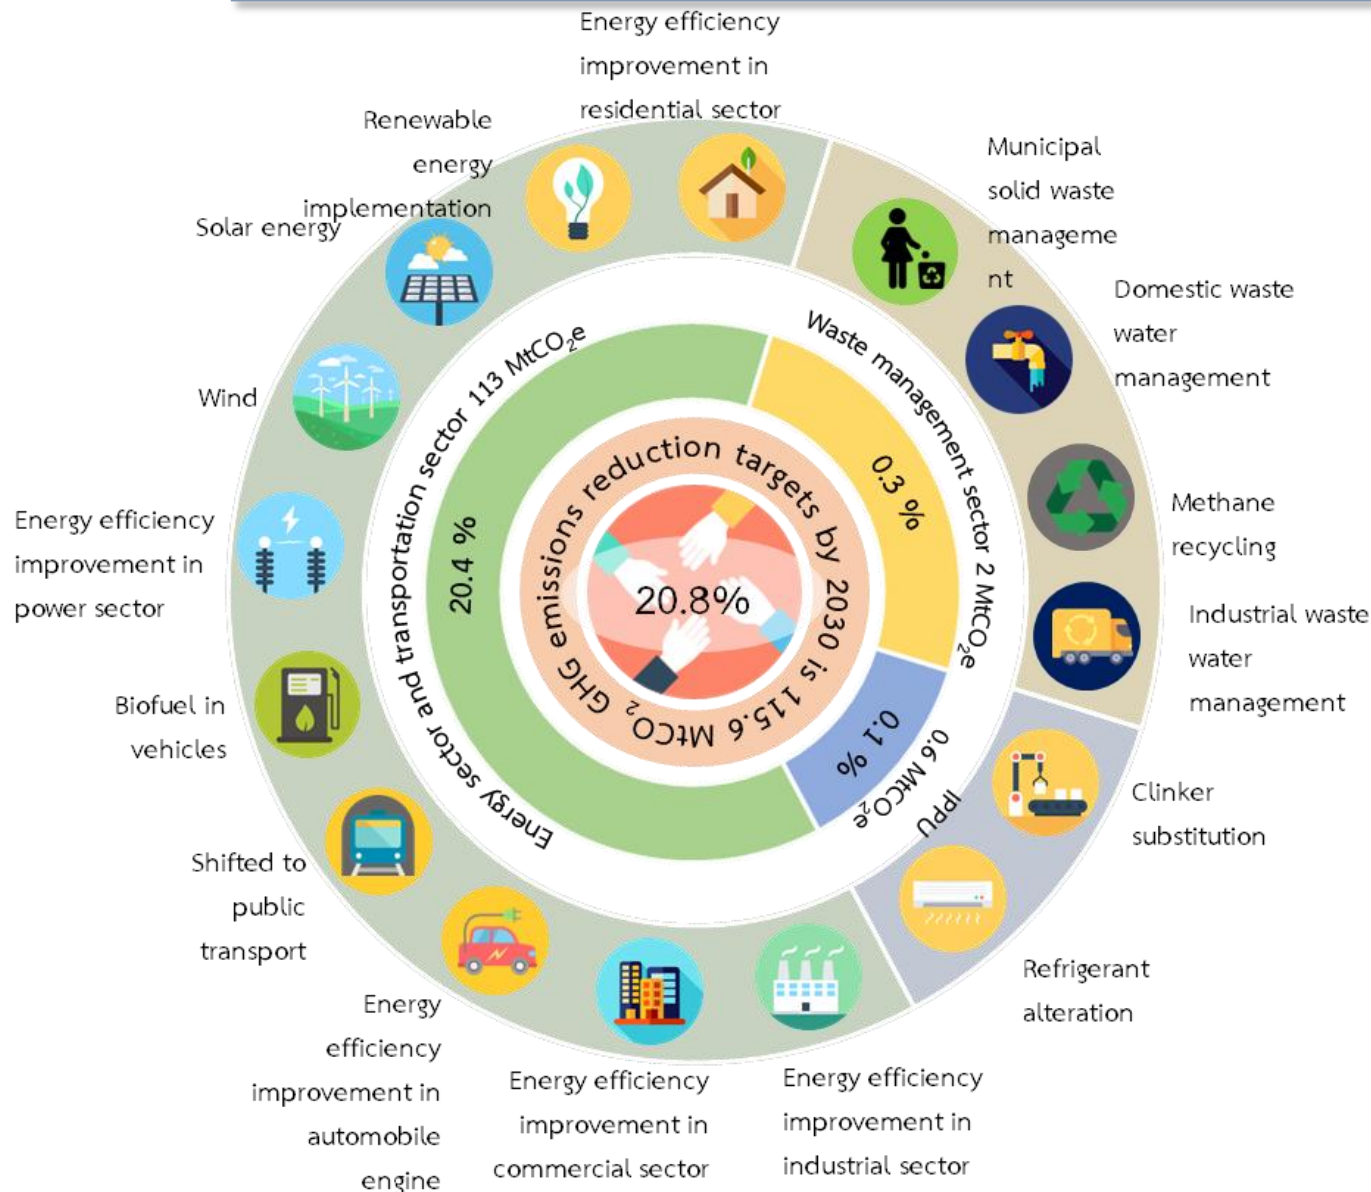 Energy efficiency
improvement in
residential sector
Renewable
energy
implementation
Solar energy
Wind
Energy efficiency
improvement in
power sector
Biofuel in
vehicles
Shifted to
public
transport
Energy
efficiency
improvement in
automobile
engine
Energy efficiency
improvement in
commercial sector
Energy efficiency
improvement in
industrial sector
Municipal
solid waste
manageme
nt
Domestic waste
water
management
Methane
recycling
Industrial waste
water
management
Clinker
substitution
Refrigerant
alteration
Energy sector and transportation sector 113 MtCO₂e
Waste management sector 2 MtCO₂e
IPPU
0.6 MtCO₂e
20.4 %
0.3 %
0.1 %
GHG emissions reduction targets by 2030 is 115.6 MtCO₂
20.8%